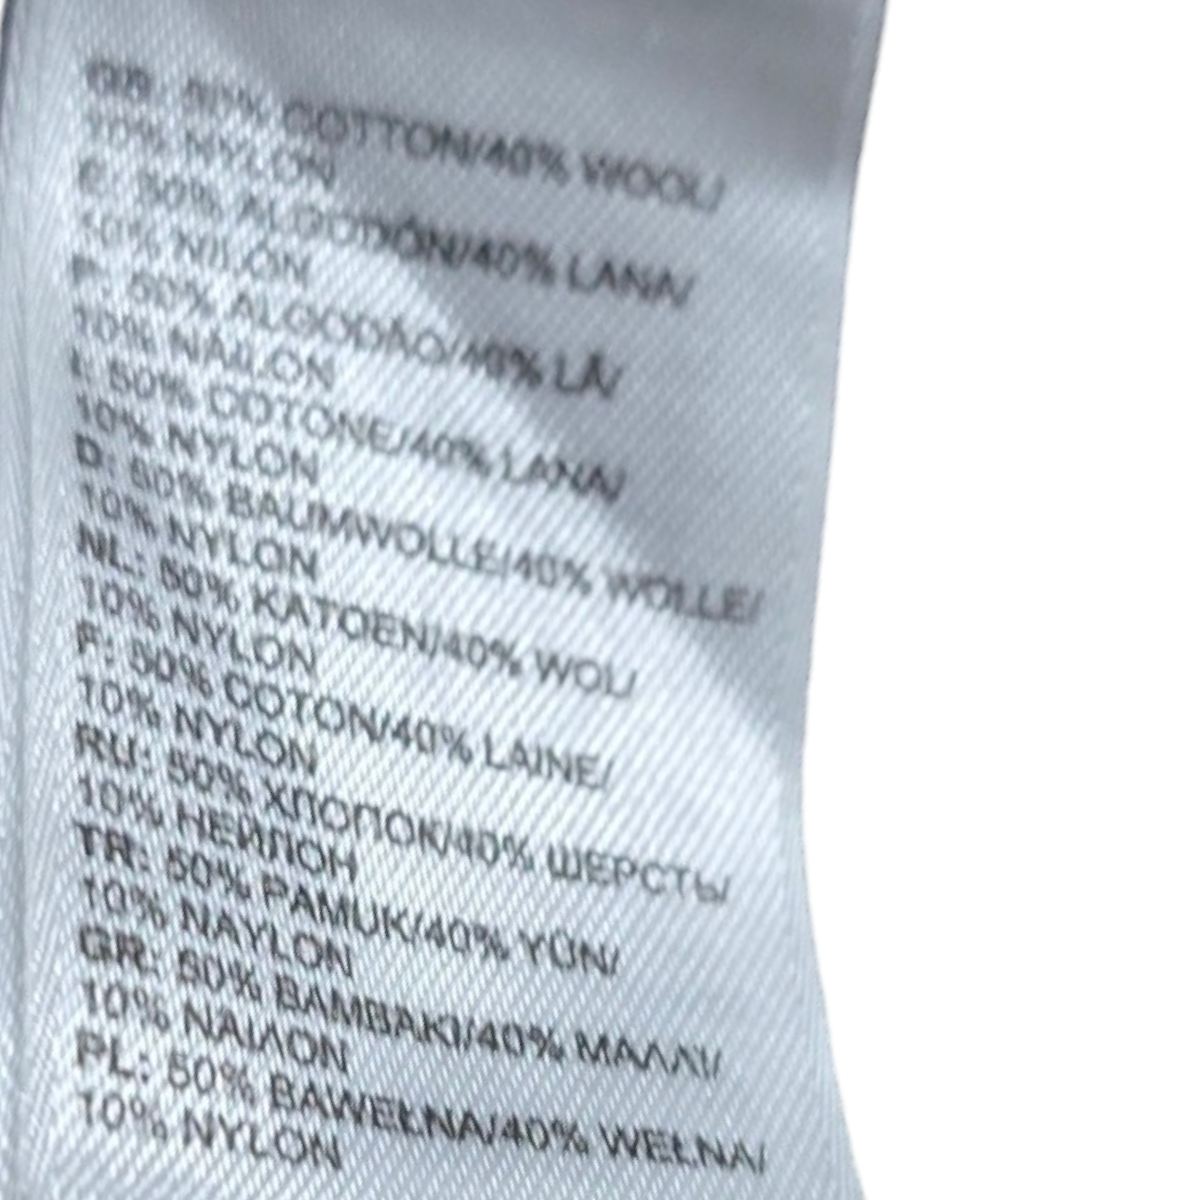 GB: 50% COTTON/40% WOOL/
10% NYLON
E: 50% ALGODÓN/40% LANA/
10% NILÓN
P: 50% ALGODÃO/40% LÃ/
10% NÁILON
I: 50% COTONE/40% LANA/
10% NYLON
D: 50% BAUMWOLLE/40% WOLLE/
10% NYLON
NL: 50% KATOEN/40% WOL/
10% NYLON
F: 50% COTON/40% LAINE/
10% NYLON
RU: 50% ХЛОПОК/40% ШЕРСТЬ/
10% НЕЙЛОН
TR: 50% PAMUK/40% YÜN/
10% NAYLON
GR: 50% ΒΑΜΒΑΚΙ/40% ΜΑΛΛΙ/
10% ΝΑΙΛΟΝ
PL: 50% BAWEŁNA/40% WEŁNA/
10% NYLON